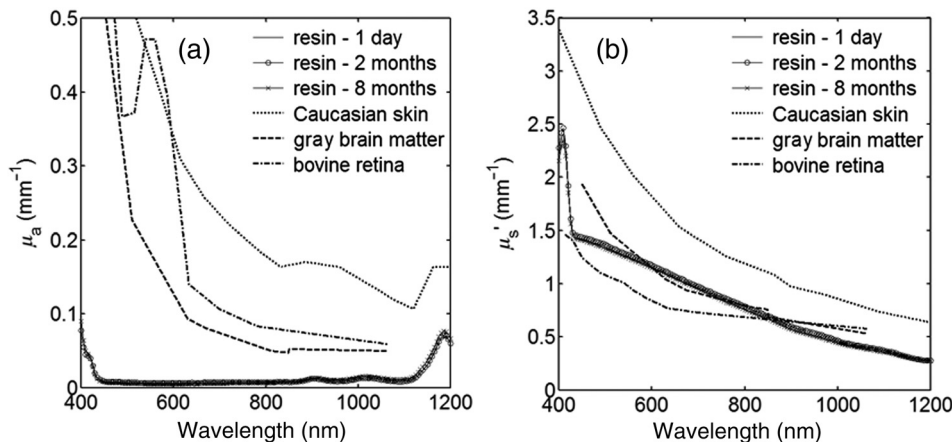 (a)
0.5
0.4
0.3
0.2
0.1
0
μa (mm−1)
resin - 1 day
resin - 2 months
resin - 8 months
Caucasian skin
gray brain matter
bovine retina
400 600 800 1000 1200
Wavelength (nm)
(b)
3.5
3
2.5
2
1.5
1
0.5
0
μs' (mm−1)
resin - 1 day
resin - 2 months
resin - 8 months
Caucasian skin
gray brain matter
bovine retina
400 600 800 1000 1200
Wavelength (nm)